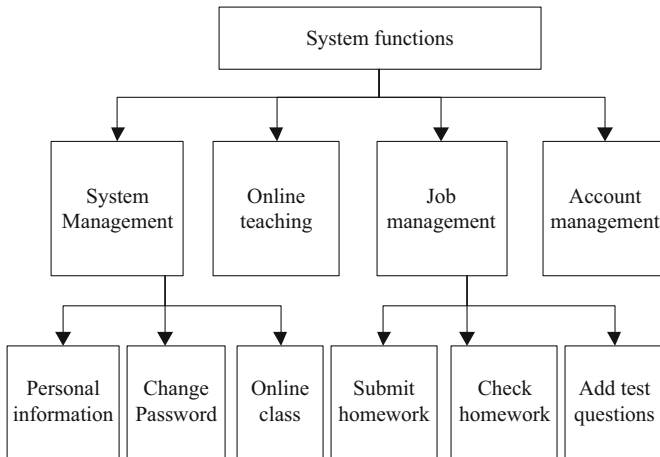 System functions
System
Management
Online
teaching
Job
management
Account
management
Personal
information
Change
Password
Online
class
Submit
homework
Check
homework
Add test
questions